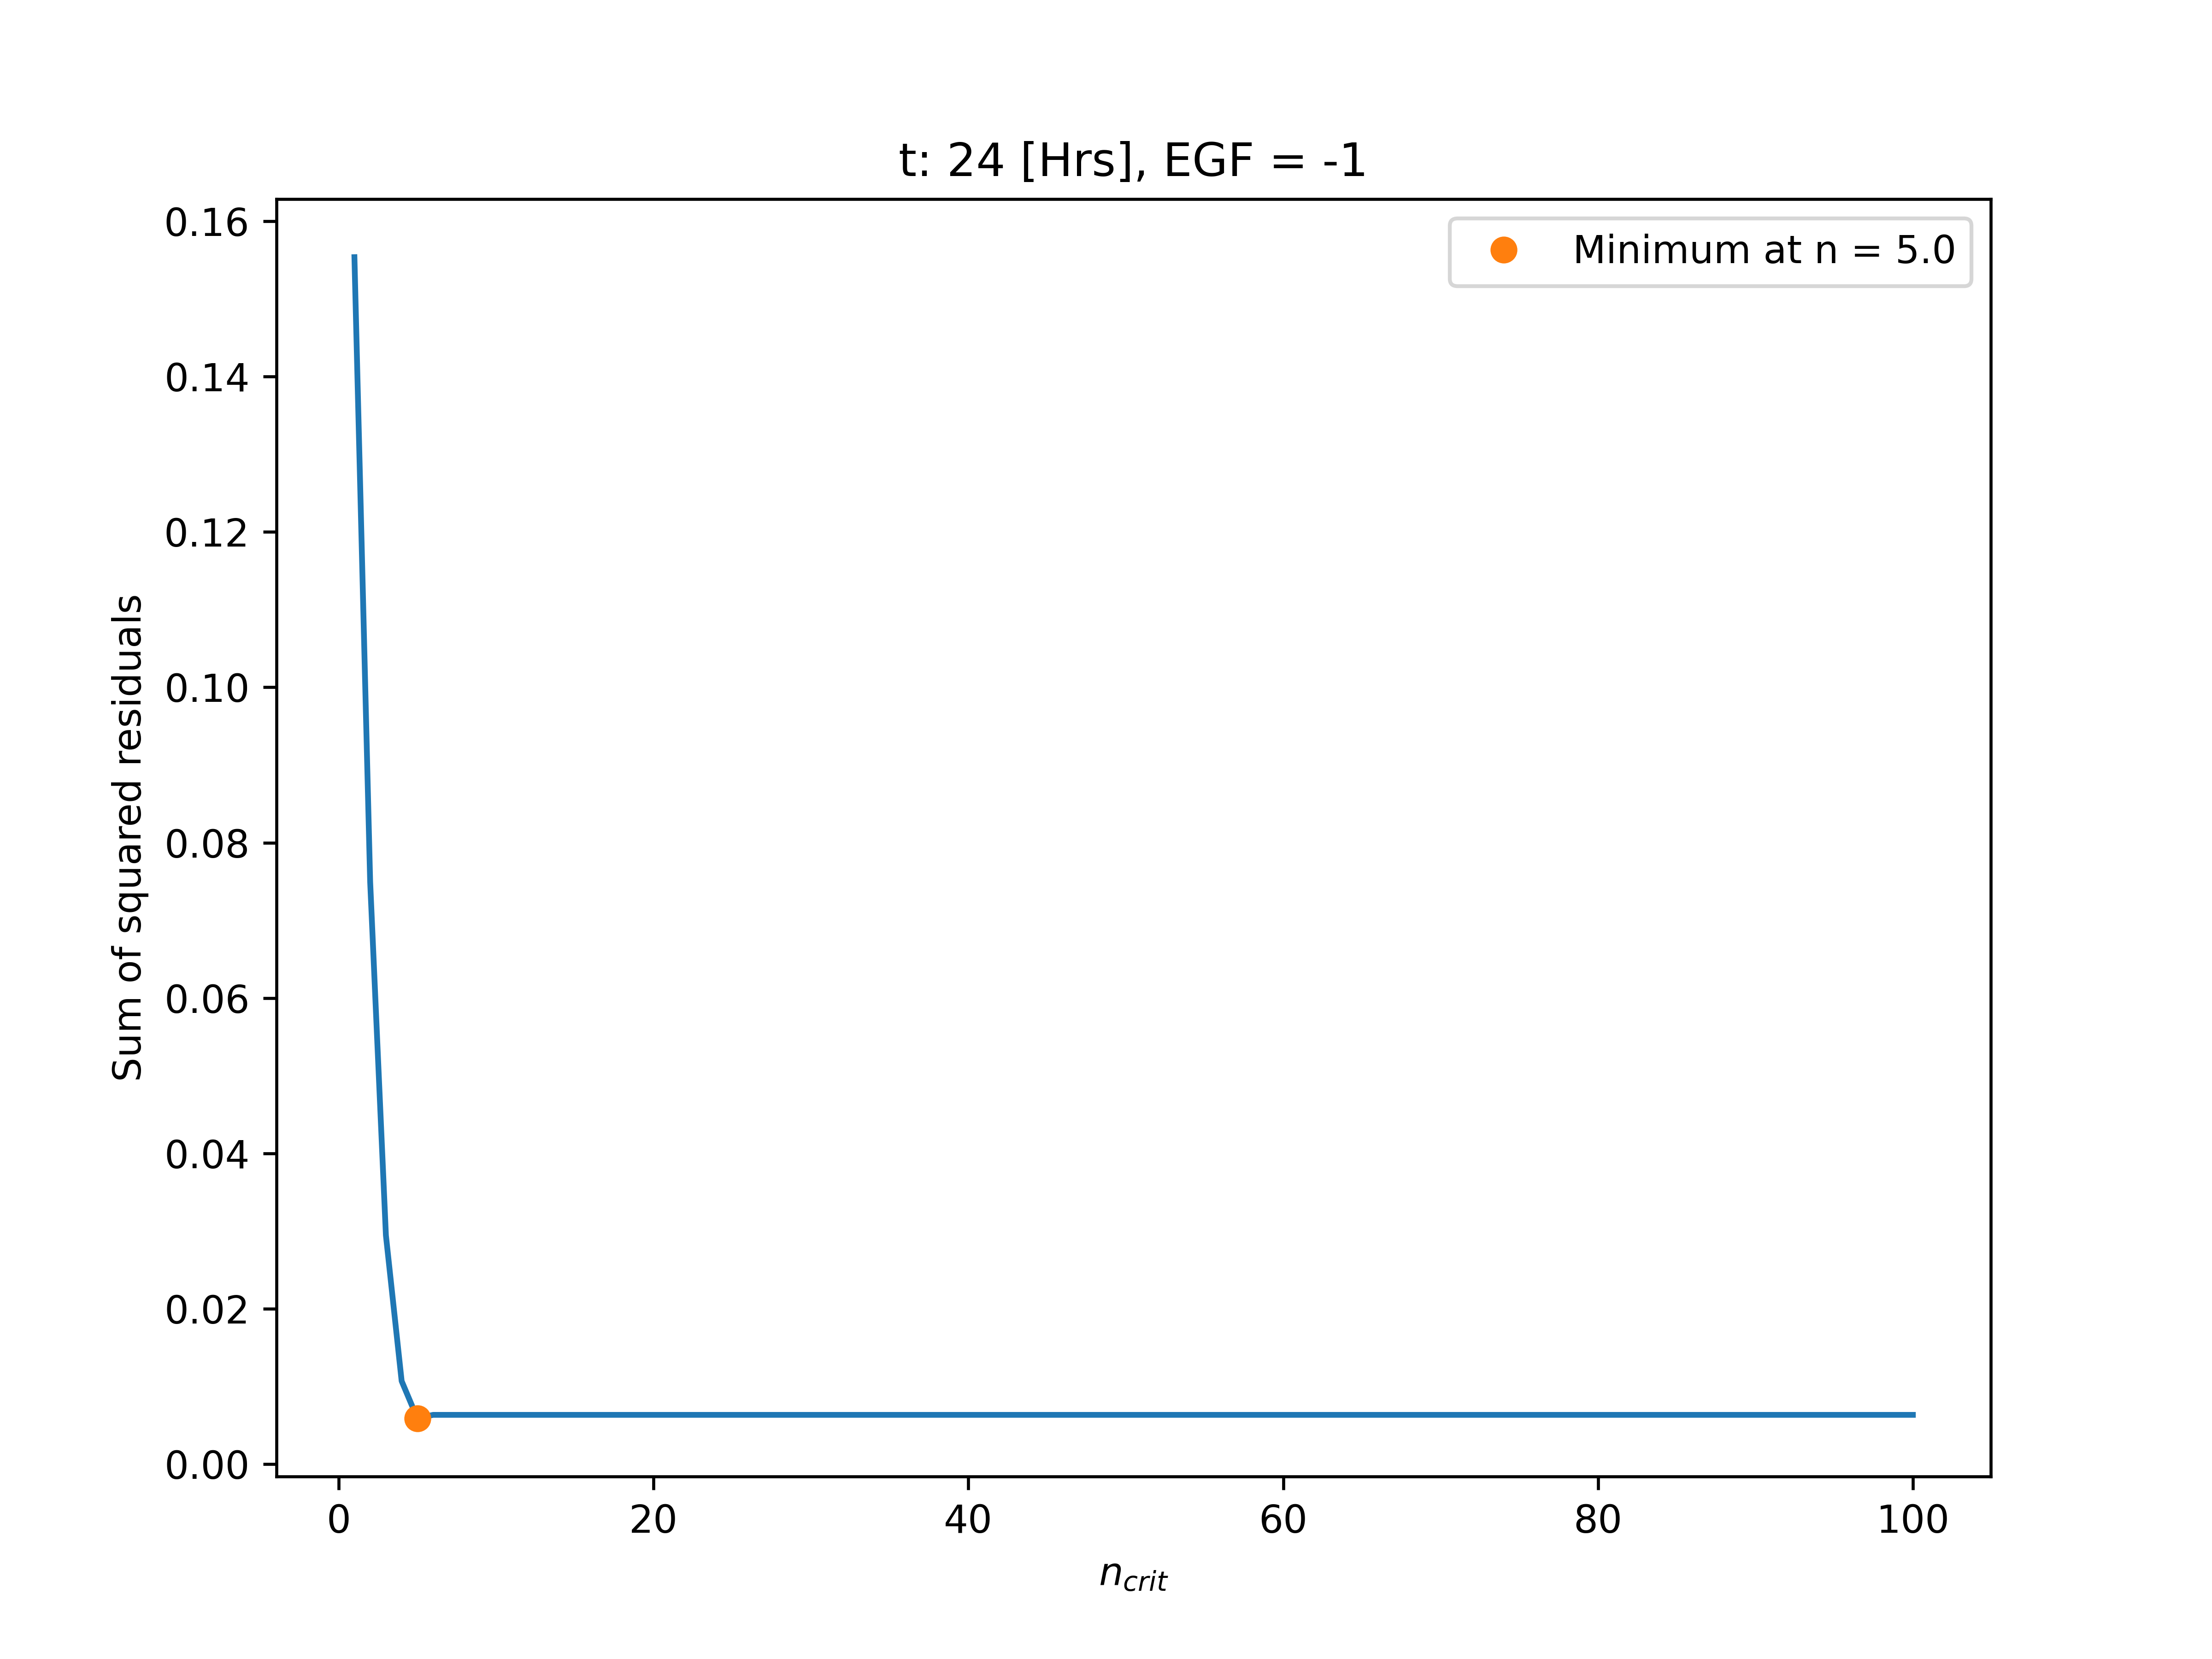 t: 24 [Hrs], EGF = -1
Minimum at n = 5.0
Sum of squared residuals
0.16
0.14
0.12
0.10
0.08
0.06
0.04
0.02
0.00
0 20 40 60 80 100
n_crit